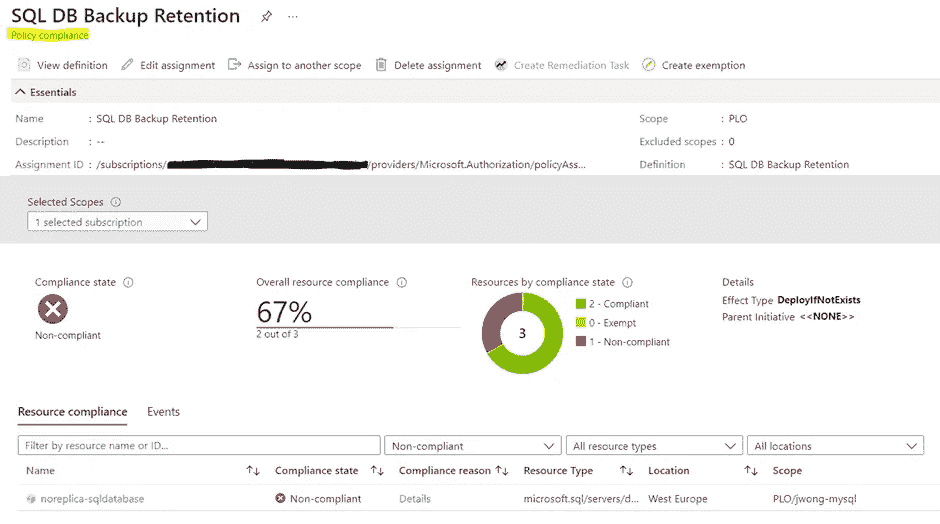 SQL DB Backup Retention ...
Policy compliance
View definition Edit assignment Assign to another scope Delete assignment Create Remediation Task Create exemption
Essentials
Name : SQL DB Backup Retention Scope : PLO
Description : -- Excluded scopes : 0
Assignment ID : /subscriptions/ /providers/Microsoft.Authorization/policyAss... Definition : SQL DB Backup Retention
Selected Scopes
1 selected subscription
Compliance state Overall resource compliance Resources by compliance state Details
Non-compliant 67% 3 2 - Compliant Effect Type DeployIfNotExists
2 out of 3 0 - Exempt Parent Initiative <<NONE>>
1 - Non-compliant
Resource compliance Events
Filter by resource name or ID... Non-compliant All resource types All locations
Name Compliance state Compliance reason Resource Type Location Scope
noreplica-sqldatabase Non-compliant Details microsoft.sql/servers/d... West Europe PLO/jwong-mysql